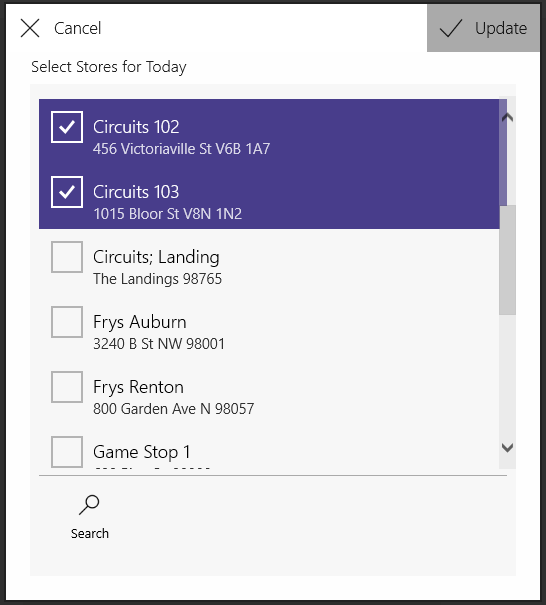 Cancel
Update
Select Stores for Today
Circuits 102
456 Victoriaville St V6B 1A7
Circuits 103
1015 Bloor St V8N 1N2
Circuits; Landing
The Landings 98765
Frys Auburn
3240 B St NW 98001
Frys Renton
800 Garden Ave N 98057
Game Stop 1
Search